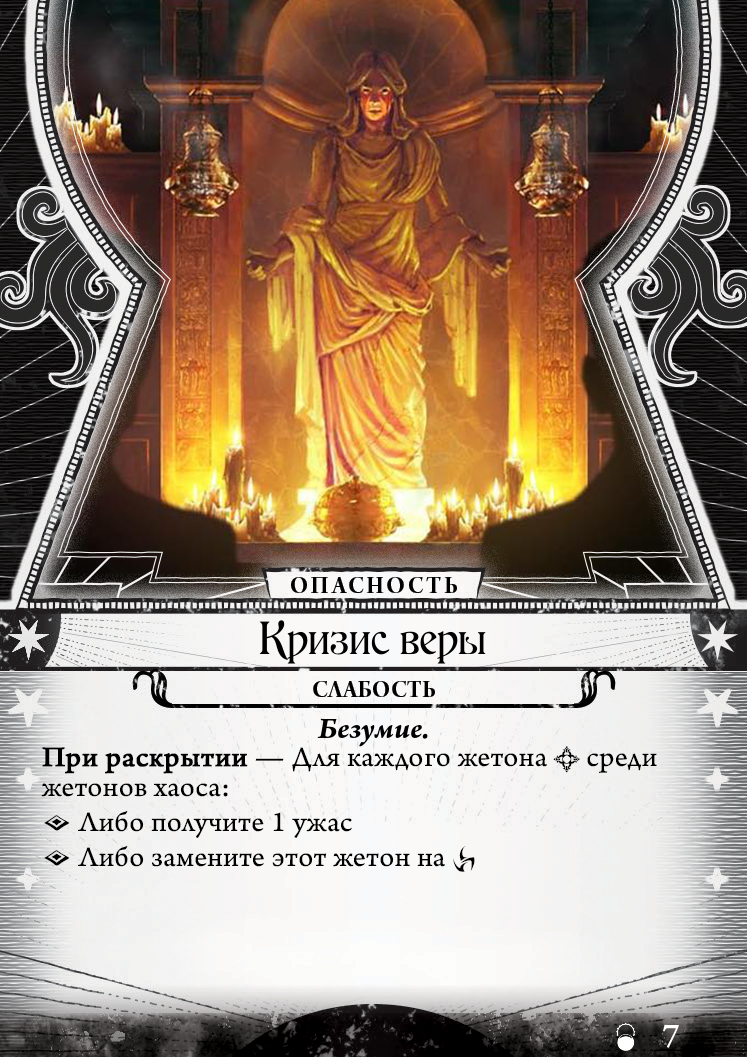 ОПАСНОСТЬ
Кризис веры
СЛАБОСТЬ
Безумие.
При раскрытии — Для каждого жетона среди
жетонов хаоса:
Либо получите 1 ужас
Либо замените этот жетон на
7